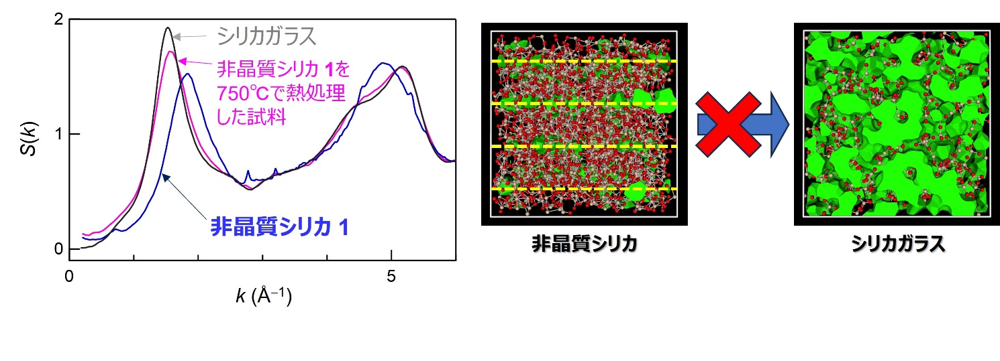 2
シリカガラス
非晶質シリカ 1を
750℃で熱処理
した試料
S(k)
1
非晶質シリカ 1
0
0
5
k (Å⁻¹)
非晶質シリカ
シリカガラス